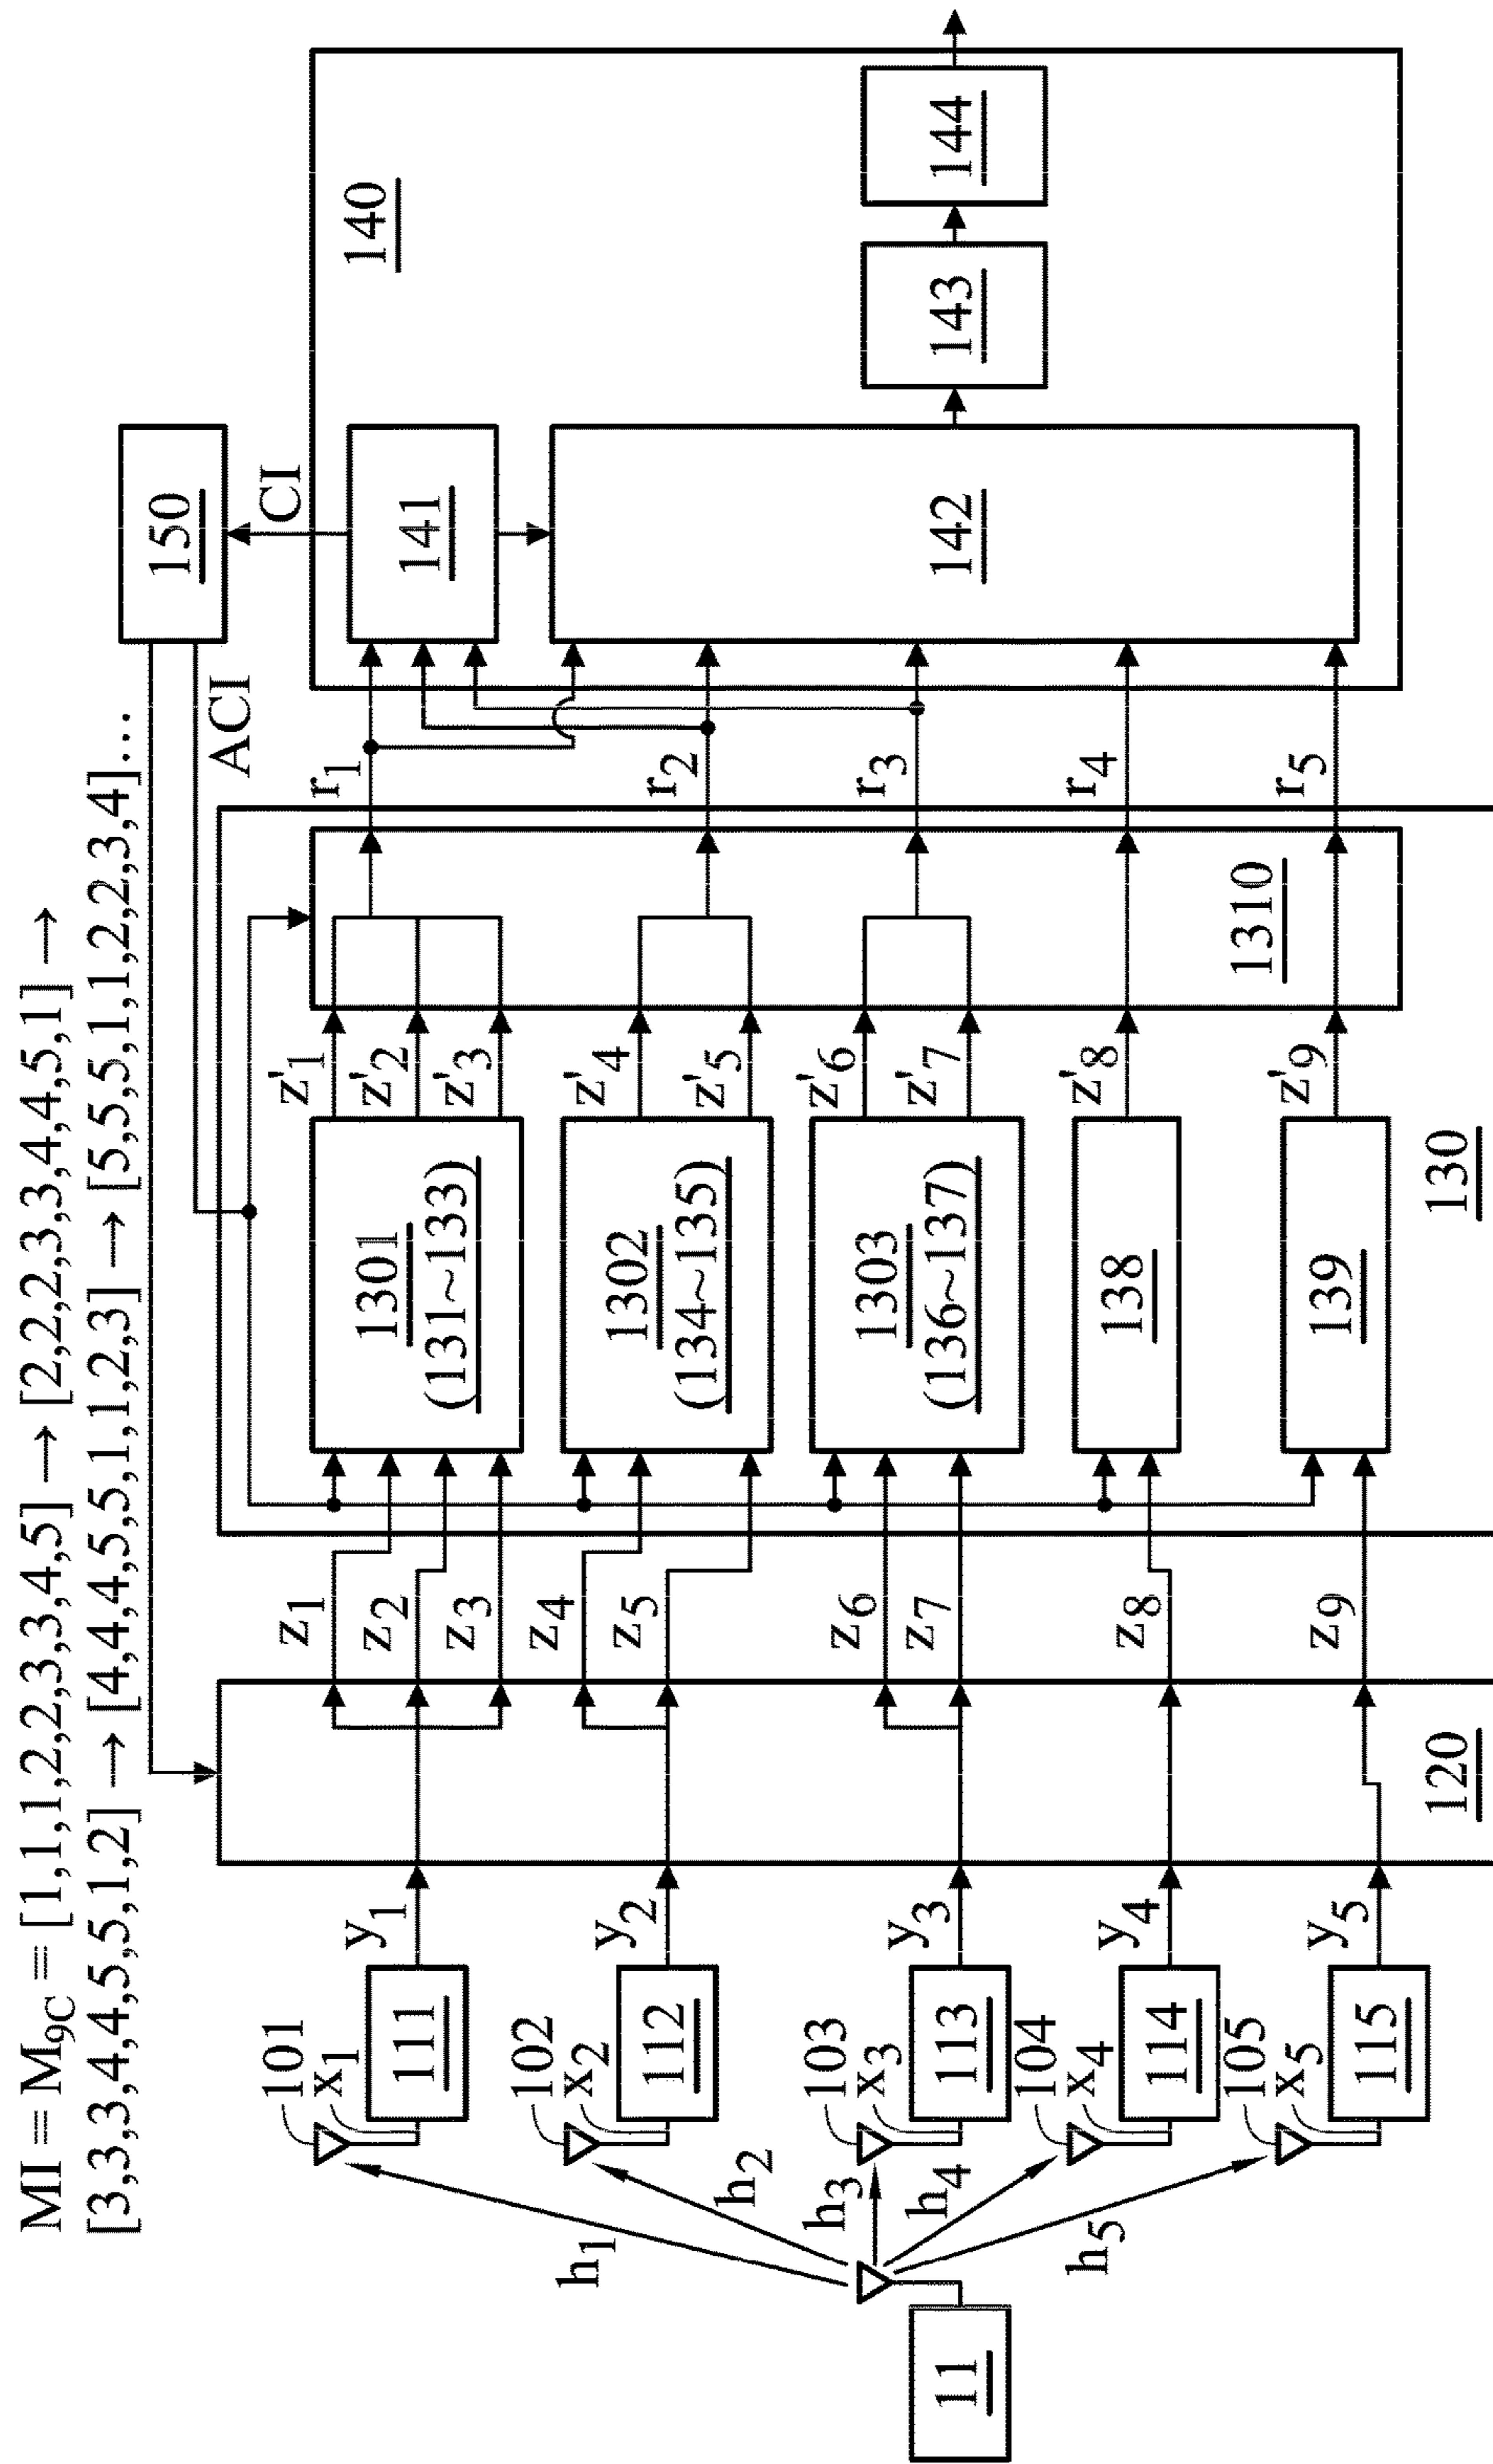 MI = M9C = [1,1,1,2,2,3,3,4,5] → [2,2,2,3,3,4,4,5,1] →
[3,3,3,4,4,5,5,1,2] → [4,4,4,5,5,1,1,2,3] → [5,5,5,1,1,2,2,3,4]....
11
h1
h2
h3
h4
h5
101
x1
111
y1
102
x2
112
y2
103
x3
113
y3
104
x4
114
y4
105
x5
115
y5
120
z1
z2
z3
z4
z5
z6
z7
z8
z9
1301
(131~133)
1302
(134~135)
1303
(136~137)
138
139
130
z'1
z'2
z'3
z'4
z'5
z'6
z'7
z'8
z'9
1310
r1
r2
r3
r4
r5
ACI
150
CI
141
142
140
143
144